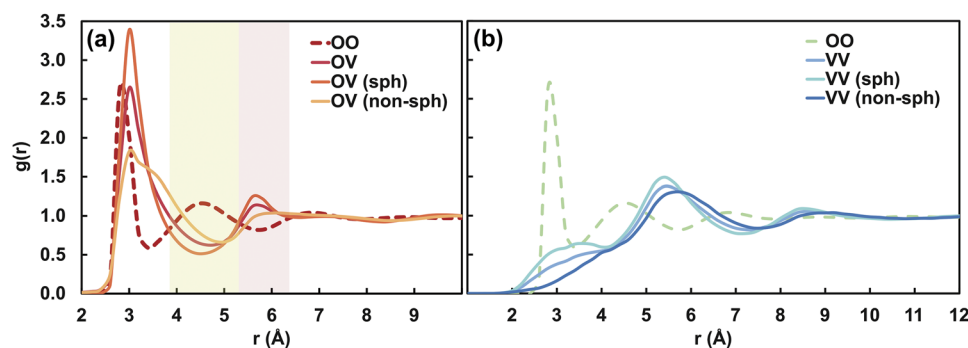 (a)
OO
OV
OV (sph)
OV (non-sph)
g(r)
3.5
3.0
2.5
2.0
1.5
1.0
0.5
0.0
2 3 4 5 6 7 8 9
r (Å)
(b)
OO
VV
VV (sph)
VV (non-sph)
2 3 4 5 6 7 8 9 10 11 12
r (Å)